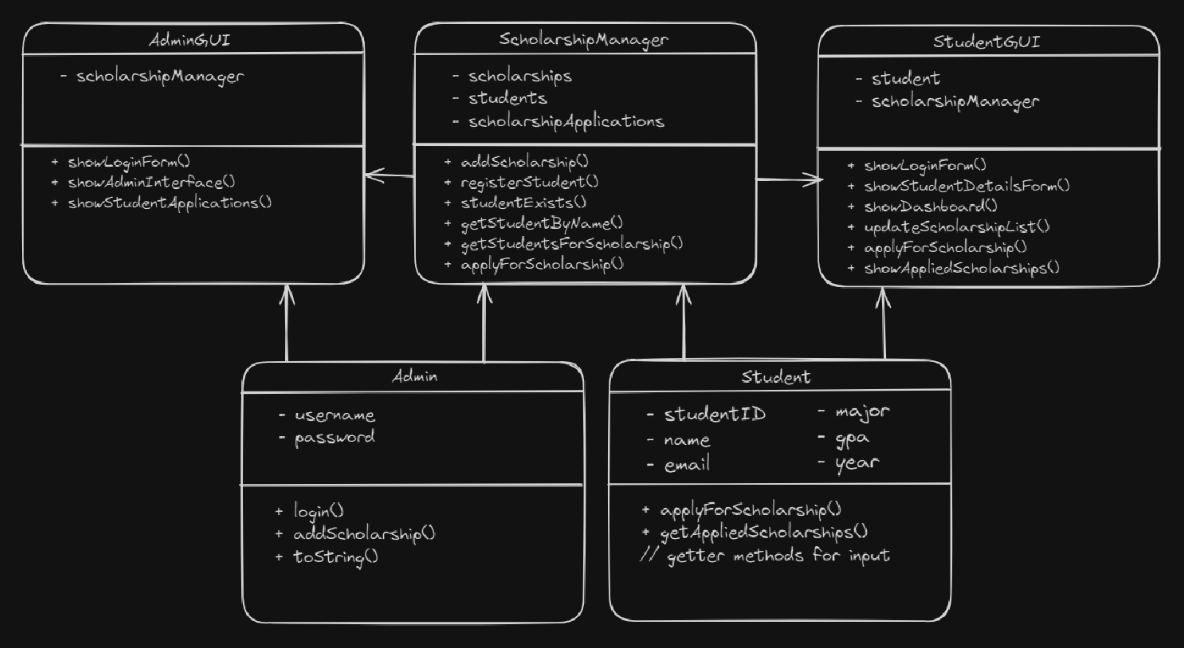 AdminGUI
- scholarshipManager
+ showLoginForm()
+ showAdminInterface()
+ showStudentApplications()
ScholarshipManager
- scholarships
- students
- scholarshipApplications
+ addScholarship()
+ registerStudent()
+ studentExists()
+ getStudentByName()
+ getStudentsForScholarship()
+ applyForScholarship()
StudentGUI
- student
- scholarshipManager
+ showLoginForm()
+ showStudentDetailsForm()
+ showDashboard()
+ updateScholarshipList()
+ applyForScholarship()
+ showAppliedScholarships()
Admin
- username
- password
+ login()
+ addScholarship()
+ toString()
Student
- studentID
- name
- email
- major
- gpa
- year
+ applyForScholarship()
+ getAppliedScholarships()
// getter methods for input